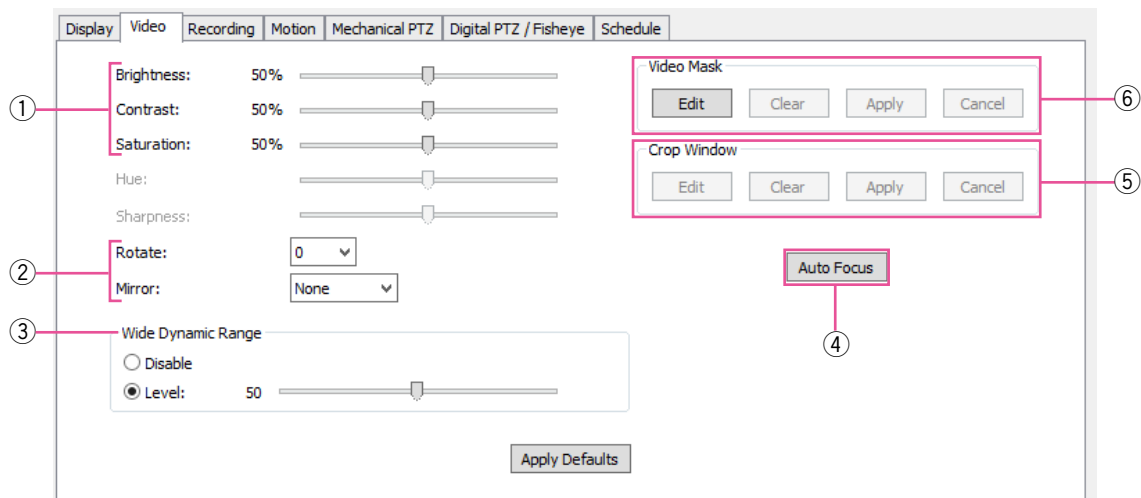 Display Video Recording Motion Mechanical PTZ Digital PTZ / Fisheye Schedule
Brightness: 50%
Contrast: 50%
Saturation: 50%
Hue:
Sharpness:
Rotate: 0
Mirror: None
Wide Dynamic Range
Disable
Level: 50
Video Mask
Edit Clear Apply Cancel
Crop Window
Edit Clear Apply Cancel
Auto Focus
Apply Defaults
①
②
③
④
⑤
⑥